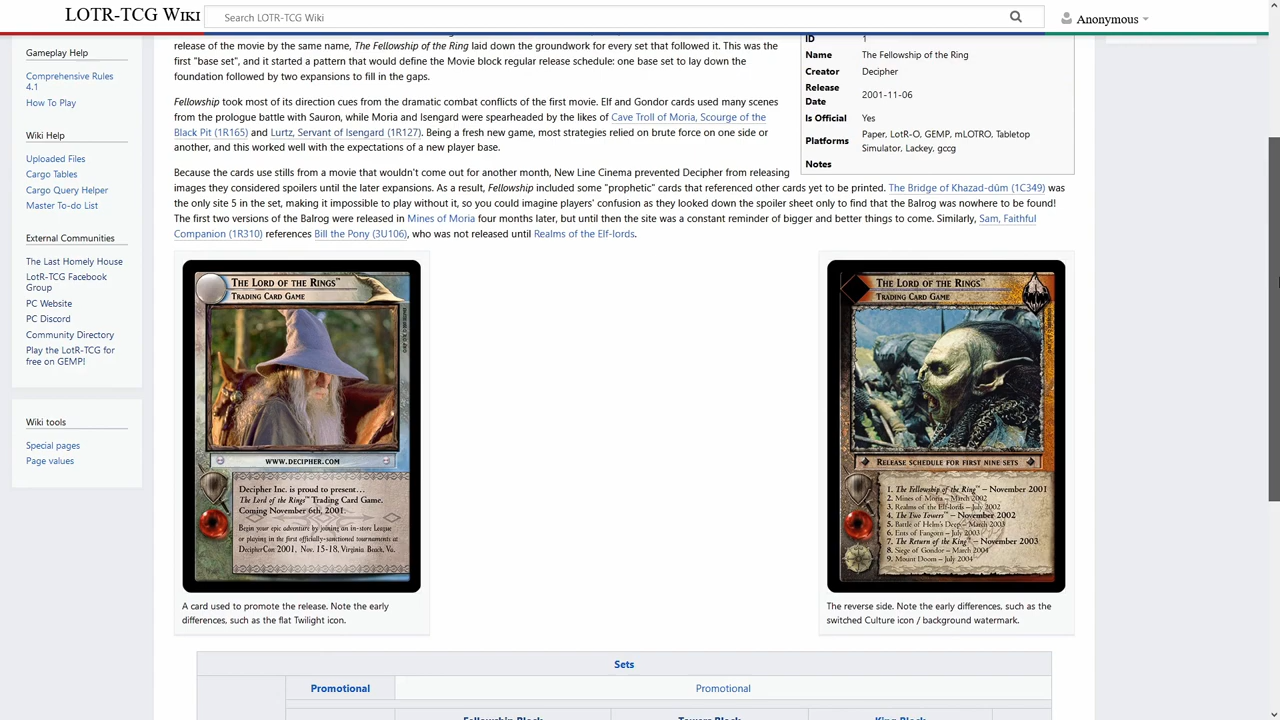 LOTR-TCG Wiki
Search LOTR-TCG Wiki
Anonymous
Gameplay Help
Comprehensive Rules
4.1
How To Play
Wiki Help
Uploaded Files
Cargo Tables
Cargo Query Helper
Master To-do List
External Communities
The Last Homely House
LotR-TCG Facebook
Group
PC Website
PC Discord
Community Directory
Play the LotR-TCG for
free on GEMP!
Wiki tools
Special pages
Page values
release of the movie by the same name, The Fellowship of the Ring laid down the groundwork for every set that followed it. This was the
first "base set", and it started a pattern that would define the Movie block regular release schedule: one base set to lay down the
foundation followed by two expansions to fill in the gaps.
Fellowship took most of its direction cues from the dramatic combat conflicts of the first movie. Elf and Gondor cards used many scenes
from the prologue battle with Sauron, while Moria and Isengard were spearheaded by the likes of Cave Troll of Moria, Scourge of the
Black Pit (1R165) and Lurtz, Servant of Isengard (1R127). Being a fresh new game, most strategies relied on brute force on one side or
another, and this worked well with the expectations of a new player base.
Because the cards use stills from a movie that wouldn't come out for another month, New Line Cinema prevented Decipher from releasing
images they considered spoilers until the later expansions. As a result, Fellowship included some "prophetic" cards that referenced other cards yet to be printed. The Bridge of Khazad-dûm (1C349) was
the only site 5 in the set, making it impossible to play without it, so you could imagine players' confusion as they looked down the spoiler sheet only to find that the Balrog was nowhere to be found!
The first two versions of the Balrog were released in Mines of Moria four months later, but until then the site was a constant reminder of bigger and better things to come. Similarly, Sam, Faithful
Companion (1R310) references Bill the Pony (3U106), who was not released until Realms of the Elf-lords.
ID 1
Name The Fellowship of the Ring
Creator Decipher
Release
Date 2001-11-06
Is Official Yes
Platforms Paper, LotR-O, GEMP, mLOTRO, Tabletop
Simulator, Lackey, gccg
Notes
The Lord of the Rings™
Trading Card Game
www.decipher.com
Decipher Inc. is proud to present…
The Lord of the Rings™ Trading Card Game.
Coming November 6th, 2001.
Begin your epic adventure by joining an in-store League
or playing in the first officially-sanctioned tournaments at
DecipherCon 2001, Nov. 15-18, Virginia Beach, Va.
A card used to promote the release. Note the early
differences, such as the flat Twilight icon.
The Lord of the Rings™
Trading Card Game
Release schedule for first nine sets
1. The Fellowship of the Ring™ – November 2001
2. Mines of Moria – March 2002
3. Realms of the Elf-lords – July 2002
4. The Two Towers™ – November 2002
5. Battle of Helm's Deep – March 2003
6. Ents of Fangorn – July 2003
7. The Return of the King™ – November 2003
8. Siege of Gondor – March 2004
9. Mount Doom – July 2004
The reverse side. Note the early differences, such as the
switched Culture icon / background watermark.
Sets
Promotional
Promotional
Fellowship Block
Towers Block
King Block